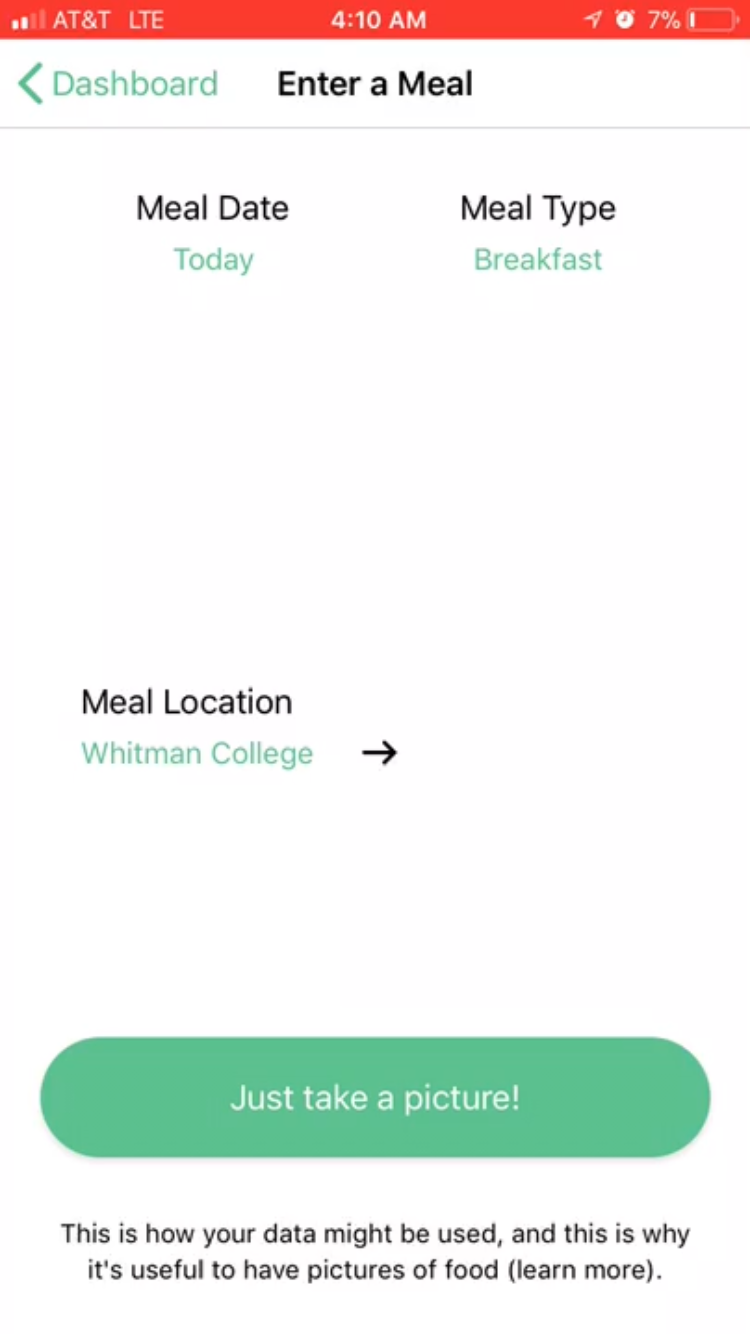 AT&T LTE 4:10 AM 7%
Dashboard Enter a Meal
Meal Date Meal Type
Today Breakfast
Meal Location
Whitman College →
Just take a picture!
This is how your data might be used, and this is why
it's useful to have pictures of food (learn more).